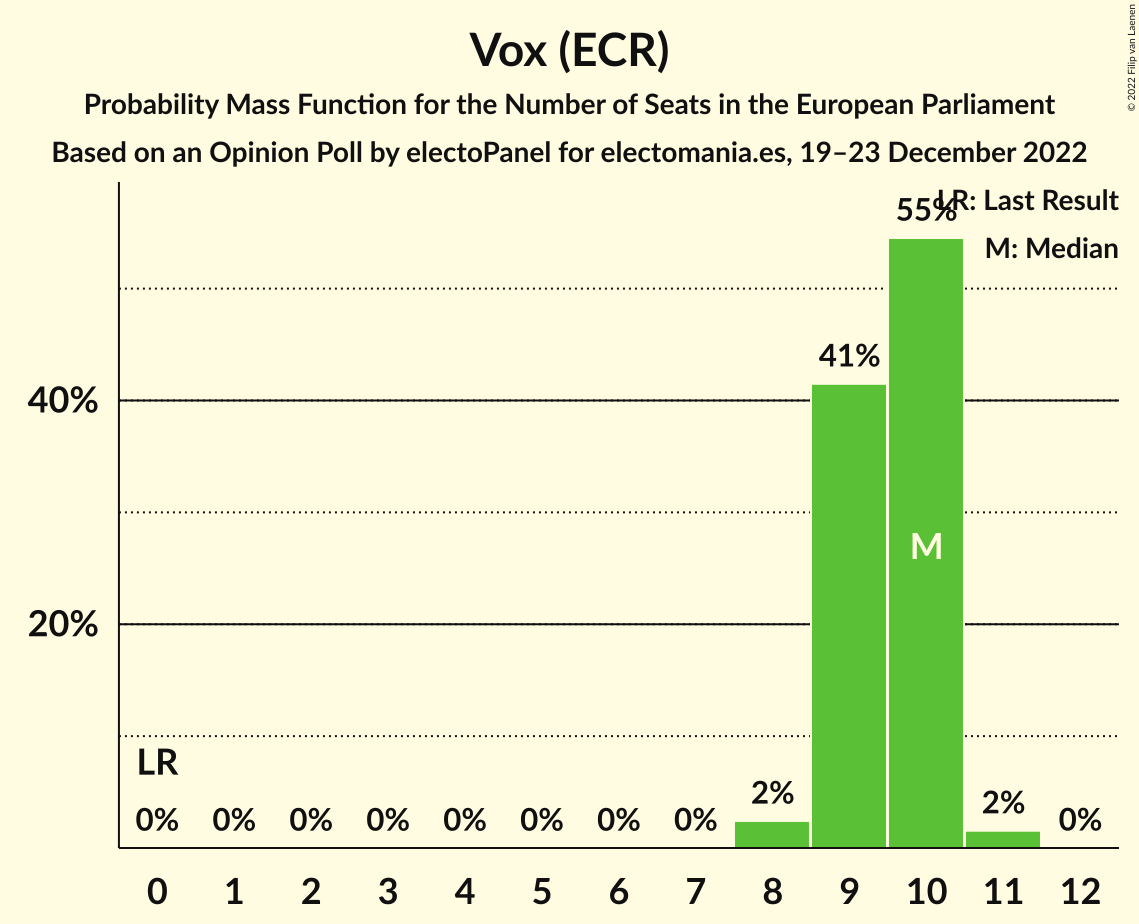 Vox (ECR)
Probability Mass Function for the Number of Seats in the European Parliament
Based on an Opinion Poll by electoPanel for electomania.es, 19–23 December 2022
© 2022 Filip van Laenen
LR: Last Result
M: Median
55%
41%
40%
M
20%
LR
0% 0% 0% 0% 0% 0% 0% 0% 2% 2% 0%
0 1 2 3 4 5 6 7 8 9 10 11 12